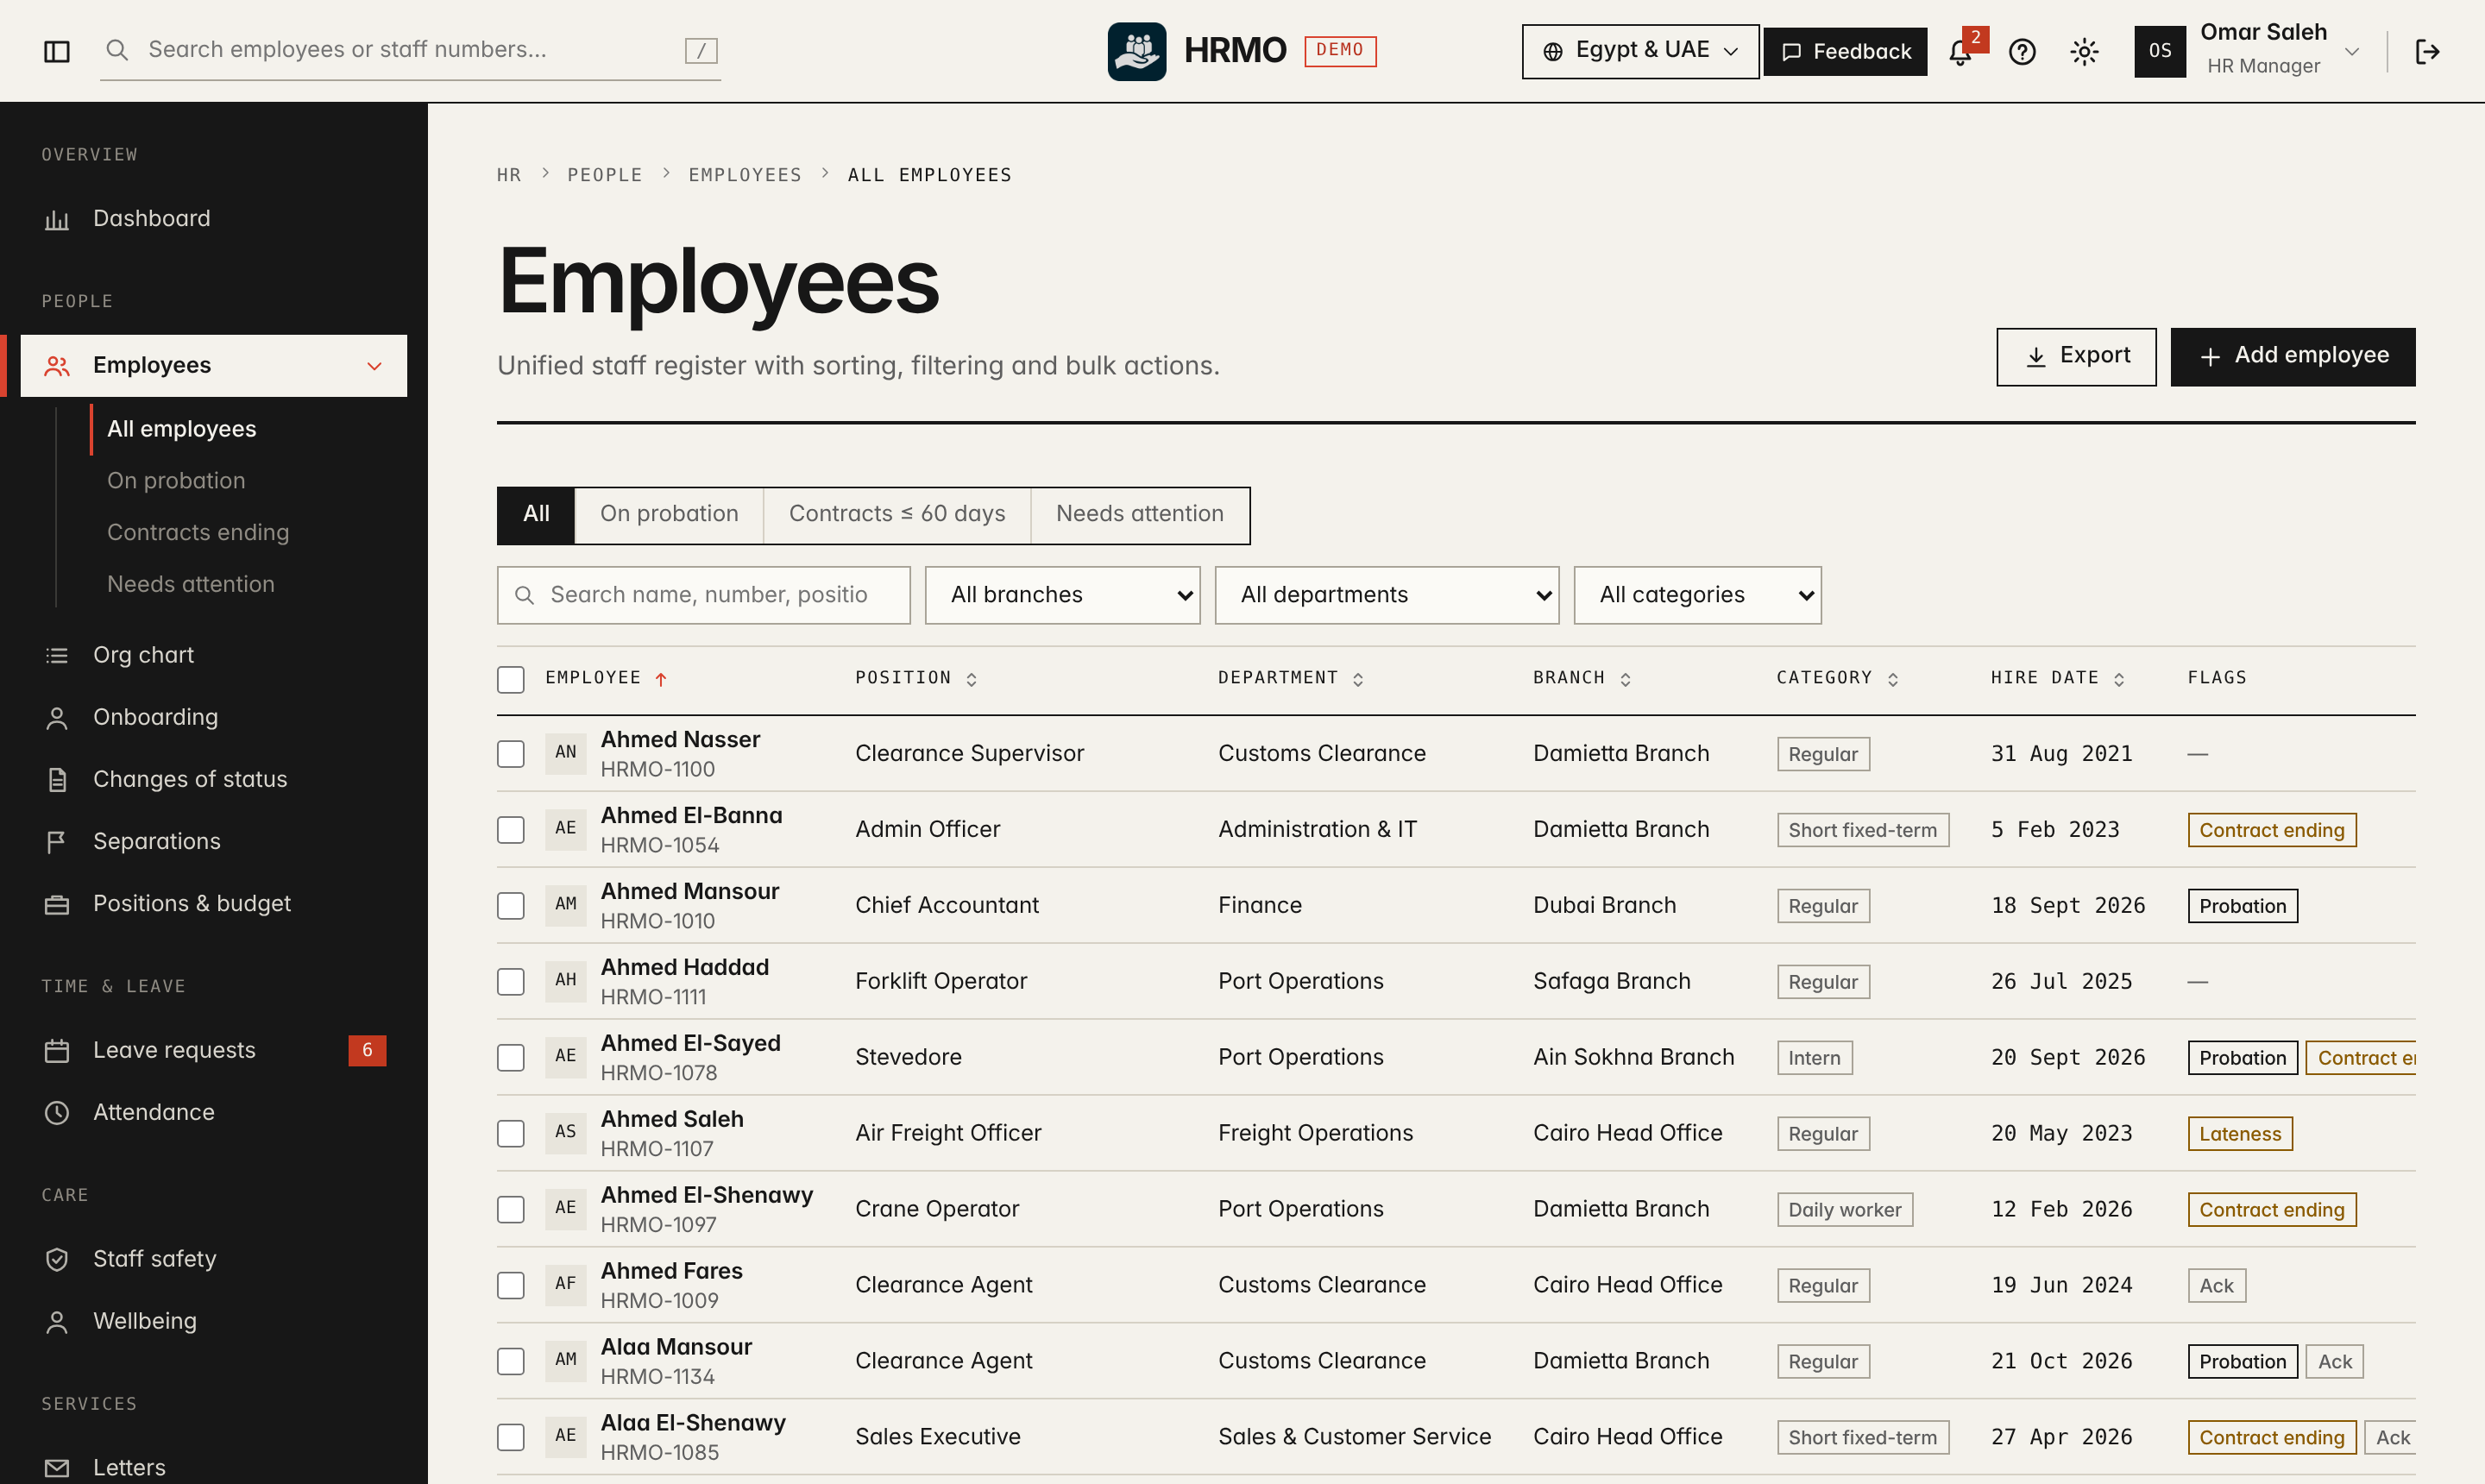 Search employees or staff numbers...
/
HRMO
DEMO
Egypt & UAE
Feedback
2
OS
Omar Saleh
HR Manager
OVERVIEW
Dashboard
PEOPLE
Employees
All employees
On probation
Contracts ending
Needs attention
Org chart
Onboarding
Changes of status
Separations
Positions & budget
TIME & LEAVE
Leave requests 6
Attendance
CARE
Staff safety
Wellbeing
SERVICES
Letters
HR > PEOPLE > EMPLOYEES > ALL EMPLOYEES
Employees
Unified staff register with sorting, filtering and bulk actions.
Export
Add employee
All On probation Contracts ≤ 60 days Needs attention
Search name, number, positio
All branches
All departments
All categories
EMPLOYEE POSITION DEPARTMENT BRANCH CATEGORY HIRE DATE FLAGS
AN Ahmed Nasser Clearance Supervisor Customs Clearance Damietta Branch Regular 31 Aug 2021 —
HRMO-1100
AE Ahmed El-Banna Admin Officer Administration & IT Damietta Branch Short fixed-term 5 Feb 2023 Contract ending
HRMO-1054
AM Ahmed Mansour Chief Accountant Finance Dubai Branch Regular 18 Sept 2026 Probation
HRMO-1010
AH Ahmed Haddad Forklift Operator Port Operations Safaga Branch Regular 26 Jul 2025 —
HRMO-1111
AE Ahmed El-Sayed Stevedore Port Operations Ain Sokhna Branch Intern 20 Sept 2026 Probation Contract
HRMO-1078
AS Ahmed Saleh Air Freight Officer Freight Operations Cairo Head Office Regular 20 May 2023 Lateness
HRMO-1107
AE Ahmed El-Shenawy Crane Operator Port Operations Damietta Branch Daily worker 12 Feb 2026 Contract ending
HRMO-1097
AF Ahmed Fares Clearance Agent Customs Clearance Cairo Head Office Regular 19 Jun 2024 Ack
HRMO-1009
AM Alaa Mansour Clearance Agent Customs Clearance Damietta Branch Regular 21 Oct 2026 Probation Ack
HRMO-1134
AE Alaa El-Shenawy Sales Executive Sales & Customer Service Cairo Head Office Short fixed-term 27 Apr 2026 Contract ending Ack
HRMO-1085